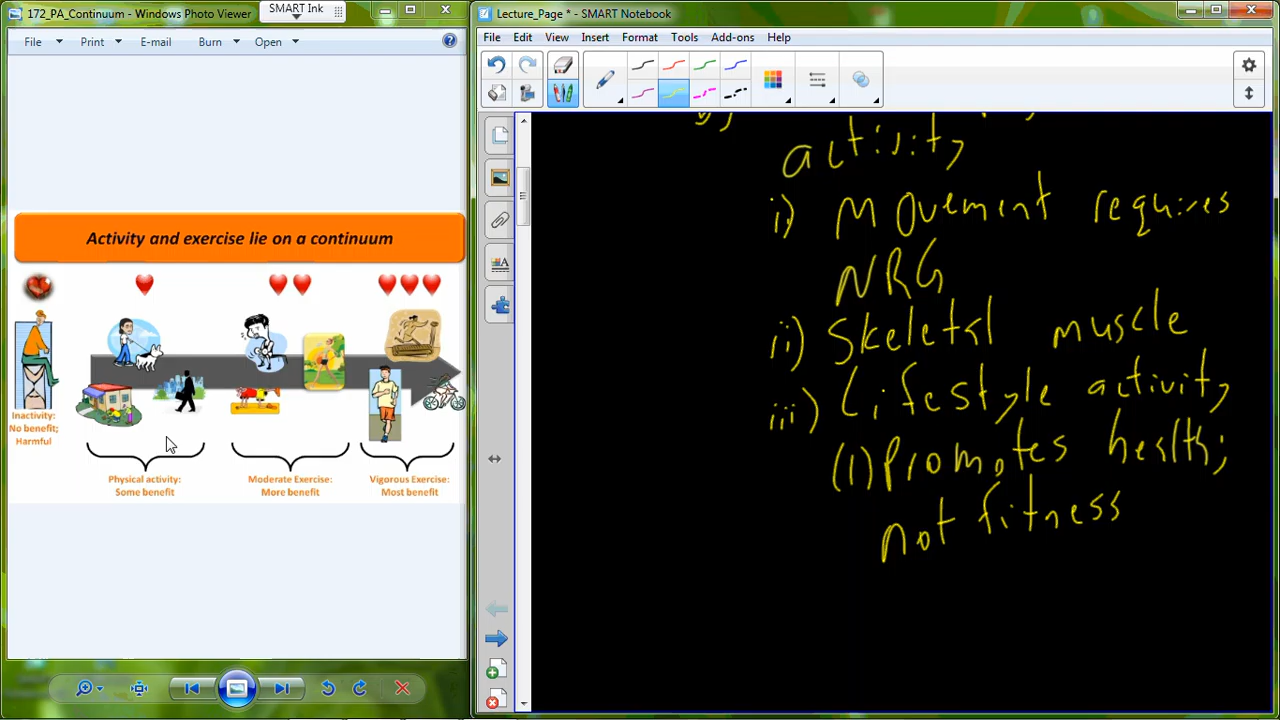 172_PA_Continuum - Windows Photo Viewer
SMART Ink
File Print E-mail Burn Open
Activity and exercise lie on a continuum
Inactivity:
No benefit;
Harmful
Physical activity:
Some benefit
Moderate Exercise:
More benefit
Vigorous Exercise:
Most benefit
Lecture_Page * - SMART Notebook
File Edit View Insert Format Tools Add-ons Help
activity
i) Movement requires
NRG
ii) Skeletal muscle
iii) Lifestyle activity
(1) Promotes health;
not fitness